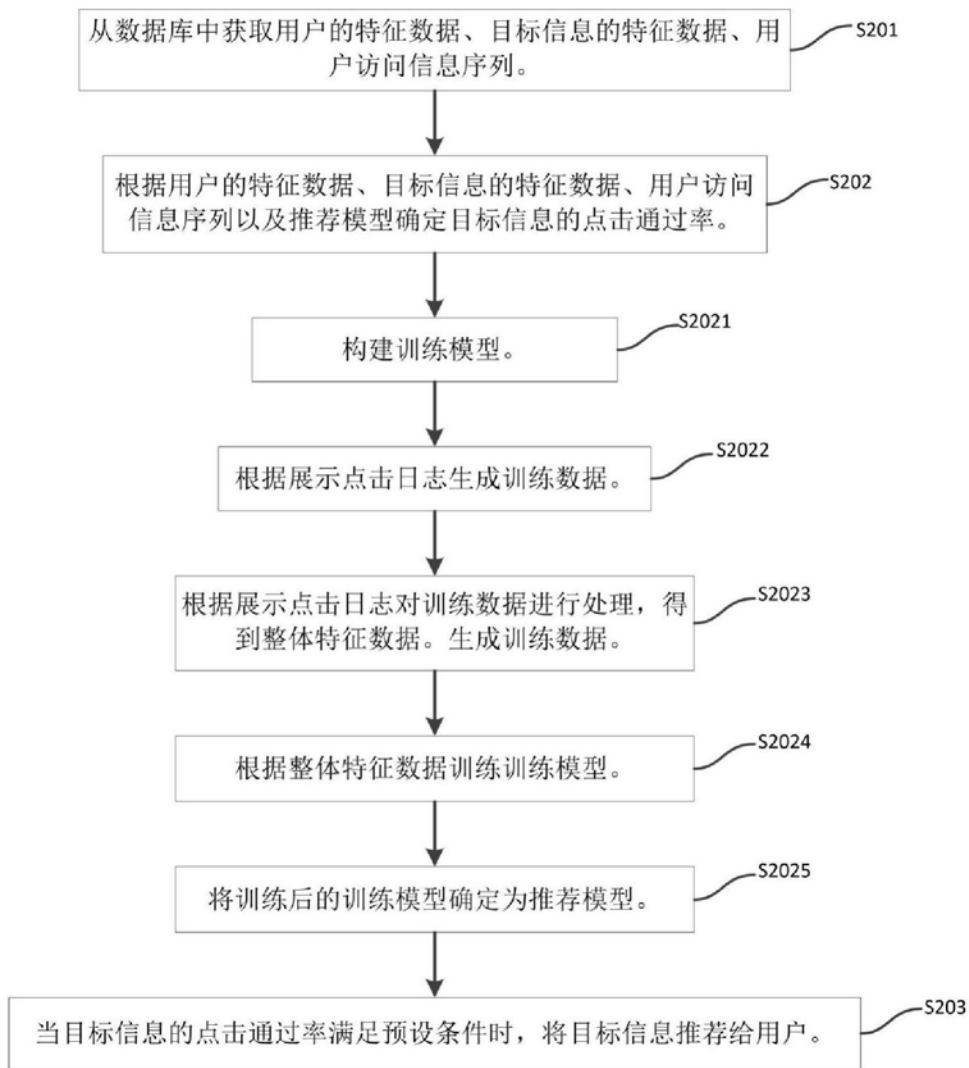 从数据库中获取用户的特征数据、目标信息的特征数据、用
户访问信息序列。
S201
根据用户的特征数据、目标信息的特征数据、用户访问
信息序列以及推荐模型确定目标信息的点击通过率。
S202
构建训练模型。
S2021
根据展示点击日志生成训练数据。
S2022
根据展示点击日志对训练数据进行处理，得
到整体特征数据。生成训练数据。
S2023
根据整体特征数据训练训练模型。
S2024
将训练后的训练模型确定为推荐模型。
S2025
当目标信息的点击通过率满足预设条件时，将目标信息推荐给用户。
S203